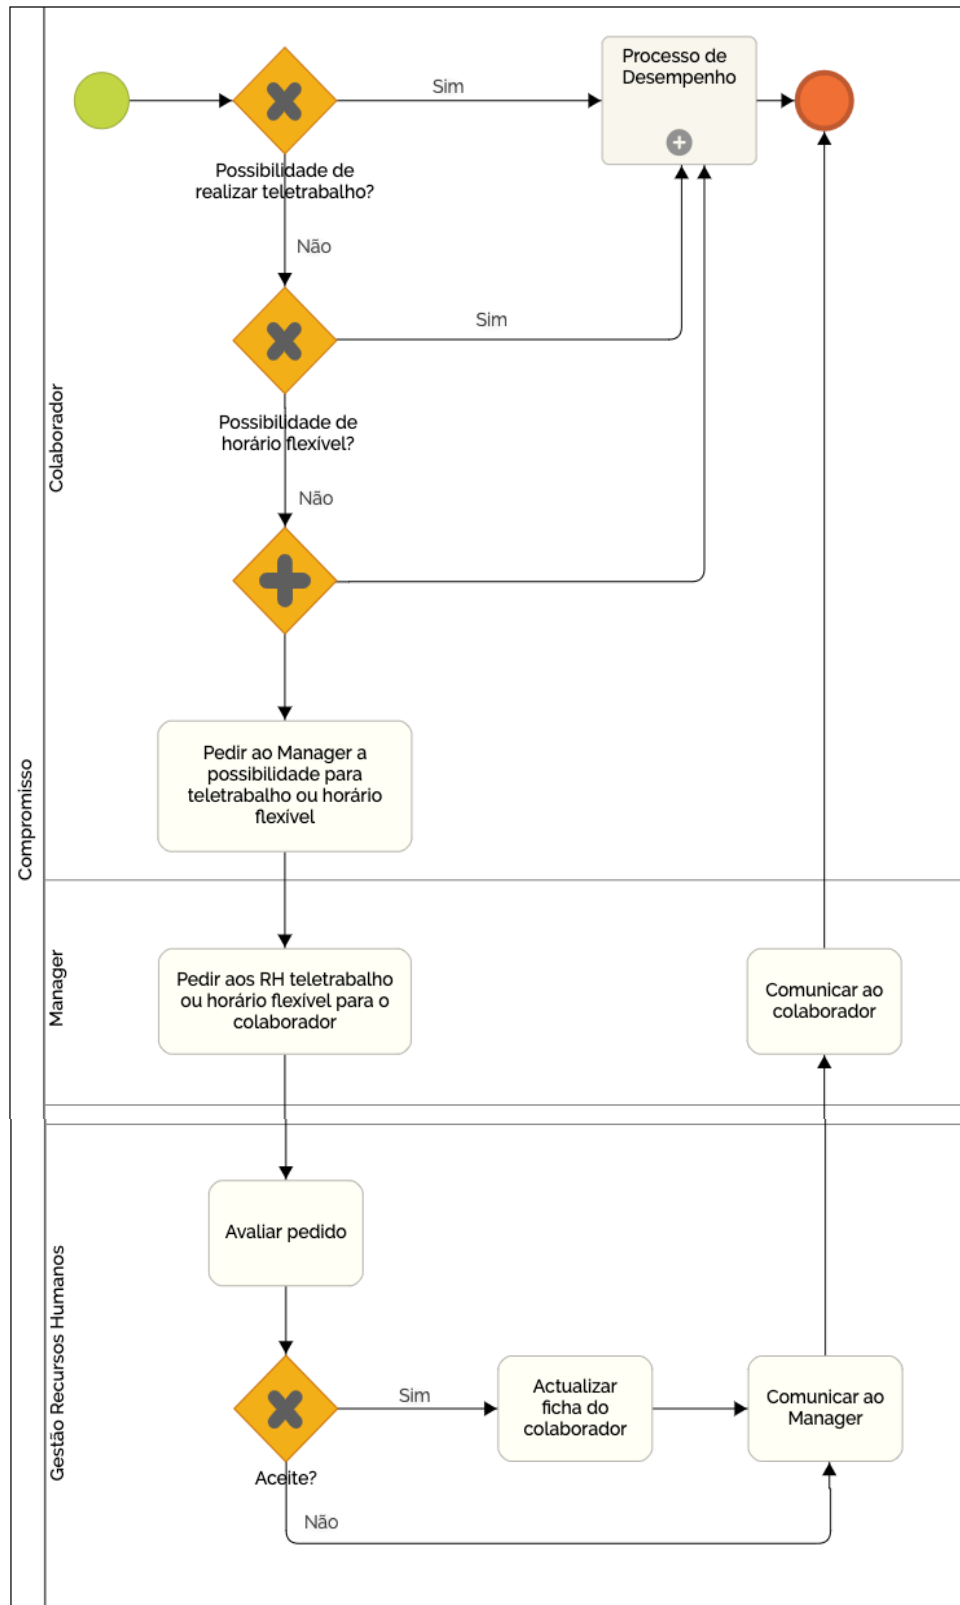 Compromisso
Colaborador
Sim
Processo de
Desempenho
Possibilidade de
realizar teletrabalho?
Não
Sim
Possibilidade de
horário flexível?
Não
Pedir ao Manager a
possibilidade para
teletrabalho ou horário
flexível
Manager
Pedir aos RH teletrabalho
ou horário flexível para o
colaborador
Comunicar ao
colaborador
Gestão Recursos Humanos
Avaliar pedido
Sim
Actualizar
ficha do
colaborador
Comunicar ao
Manager
Aceite?
Não